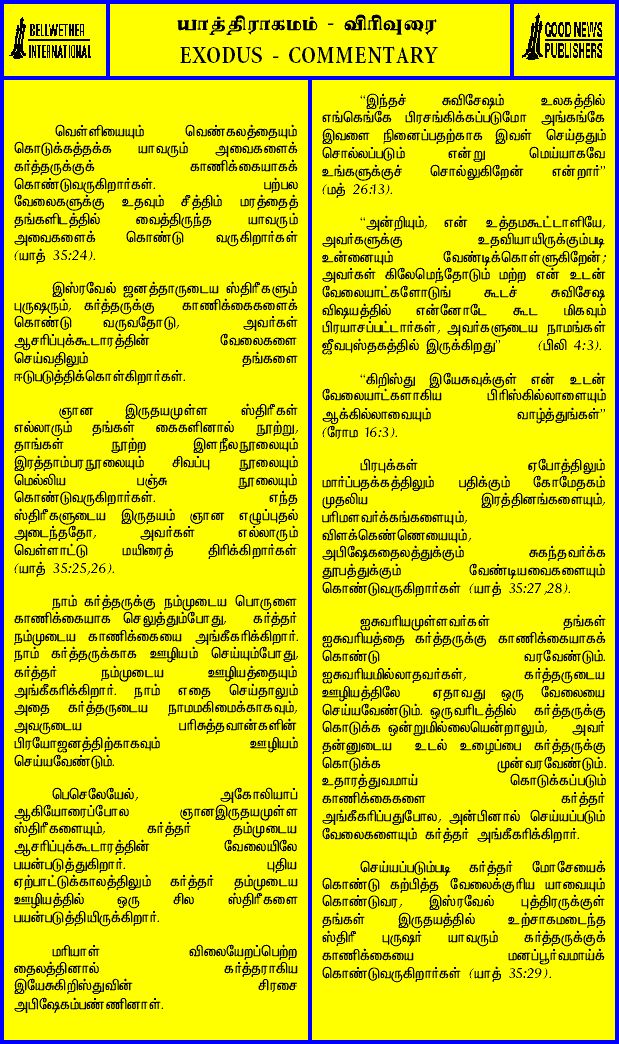 BELLWETHER
INTERNATIONAL
யாத்திராகமம் - விரிவுரை
EXODUS - COMMENTARY
GOOD NEWS
PUBLISHERS
வெள்ளியையும் வெண்கலத்தையும்
கொடுக்கத்தக்க யாவரும் அவைகளைக்
கர்த்தருக்குக் காணிக்கையாகக்
கொண்டுவருகிறார்கள். பற்பல
வேலைகளுக்கு உதவும் சீத்திம் மரத்தைத்
தங்களிடத்தில் வைத்திருந்த யாவரும்
அவைகளைக் கொண்டு வருகிறார்கள்
(யாத் 35:24).
இஸ்ரவேல் ஜனத்தாருடைய ஸ்திரீகளும்
புருஷரும், கர்த்தருக்கு காணிக்கைகளைக்
கொண்டு வருவதோடு, அவர்கள்
ஆசரிப்புக்கூடாரத்தின் வேலைகளை
செய்வதிலும் தங்களை
ஈடுபடுத்திக்கொள்கிறார்கள்.
ஞான இருதயமுள்ள ஸ்திரீகள்
எல்லாரும் தங்கள் கைகளினால் நூற்று,
தாங்கள் நூற்ற இளநீலநூலையும்
இரத்தாம்பரநூலையும் சிவப்பு நூலையும்
மெல்லிய பஞ்சு நூலையும்
கொண்டுவருகிறார்கள். எந்த
ஸ்திரீகளுடைய இருதயம் ஞான எழுப்புதல்
அடைந்ததோ, அவர்கள் எல்லாரும்
வெள்ளாட்டு மயிரைத் திரிக்கிறார்கள்
(யாத் 35:25,26).
நாம் கர்த்தருக்கு நம்முடைய பொருளை
காணிக்கையாக செலுத்தும்போது, கர்த்தர்
நம்முடைய காணிக்கையை அங்கீகரிக்கிறார்.
நாம் கர்த்தருக்காக ஊழியம் செய்யும்போது,
கர்த்தர் நம்முடைய ஊழியத்தையும்
அங்கீகரிக்கிறார். நாம் எதை செய்தாலும்
அதை கர்த்தருடைய நாமமகிமைக்காகவும்,
அவருடைய பரிசுத்தவான்களின்
பிரயோஜனத்திற்காகவும் ஊழியம்
செய்யவேண்டும்.
பெசெலேயேல், அகோலியாப்
ஆகியோரைப்போல ஞானஇருதயமுள்ள
ஸ்திரீகளையும், கர்த்தர் தம்முடைய
ஆசரிப்புக்கூடாரத்தின் வேலையிலே
பயன்படுத்துகிறார். புதிய
ஏற்பாட்டுக்காலத்திலும் கர்த்தர் தம்முடைய
ஊழியத்தில் ஒரு சில ஸ்திரீகளை
பயன்படுத்தியிருக்கிறார்.
மரியாள் விலையேறப்பெற்ற
தைலத்தினால் கர்த்தராகிய
இயேசுகிறிஸ்துவின் சிரசை
அபிஷேகம்பண்ணினாள்.
“இந்தச் சுவிசேஷம் உலகத்தில்
எங்கெங்கே பிரசங்கிக்கப்படுமோ அங்கங்கே
இவளை நினைப்பதற்காக இவள் செய்ததும்
சொல்லப்படும் என்று மெய்யாகவே
உங்களுக்குச் சொல்லுகிறேன் என்றார்”
(மத் 26:13).
“அன்றியும், என் உத்தமகூட்டாளியே,
அவர்களுக்கு உதவியாயிருக்கும்படி
உன்னையும் வேண்டிக்கொள்ளுகிறேன்;
அவர்கள் கிலேமெந்தோடும் மற்ற என் உடன்
வேலையாட்களோடுங் கூடச் சுவிசேஷ
விஷயத்தில் என்னோடே கூட மிகவும்
பிரயாசப்பட்டார்கள், அவர்களுடைய நாமங்கள்
ஜீவபுஸ்தகத்தில் இருக்கிறது” (பிலி 4:3).
“கிறிஸ்து இயேசுவுக்குள் என் உடன்
வேலையாட்களாகிய பிரிஸ்கில்லாளையும்
ஆக்கில்லாவையும் வாழ்த்துங்கள்”
(ரோம 16:3).
பிரபுக்கள் ஏபோத்திலும்
மார்ப்பதக்கத்திலும் பதிக்கும் கோமேதகம்
முதலிய இரத்தினங்களையும்,
பரிமளவர்க்கங்களையும்,
விளக்கெண்ணெயையும்,
அபிஷேகதைலத்துக்கும் சுகந்தவர்க்க
தூபத்துக்கும் வேண்டியவைகளையும்
கொண்டுவருகிறார்கள் (யாத் 35:27,28).
ஐசுவரியமுள்ளவர்கள் தங்கள்
ஐசுவரியத்தை கர்த்தருக்கு காணிக்கையாகக்
கொண்டு வரவேண்டும்.
ஐசுவரியமில்லாதவர்கள், கர்த்தருடைய
ஊழியத்திலே ஏதாவது ஒரு வேலையை
செய்யவேண்டும். ஒருவரிடத்தில் கர்த்தருக்கு
கொடுக்க ஒன்றுமில்லையென்றாலும், அவர்
தன்னுடைய உடல் உழைப்பை கர்த்தருக்கு
கொடுக்க முன்வரவேண்டும்.
உதாரத்துவமாய் கொடுக்கப்படும்
காணிக்கைகளை கர்த்தர்
அங்கீகரிப்பதுபோல, அன்பினால் செய்யப்படும்
வேலைகளையும் கர்த்தர் அங்கீகரிக்கிறார்.
செய்யப்படும்படி கர்த்தர் மோசேயைக்
கொண்டு கற்பித்த வேலைக்குரிய யாவையும்
கொண்டுவர, இஸ்ரவேல் புத்திரருக்குள்
தங்கள் இருதயத்தில் உற்சாகமடைந்த
ஸ்திரீ புருஷர் யாவரும் கர்த்தருக்குக்
காணிக்கையை மனப்பூர்வமாய்க்
கொண்டுவருகிறார்கள் (யாத் 35:29).